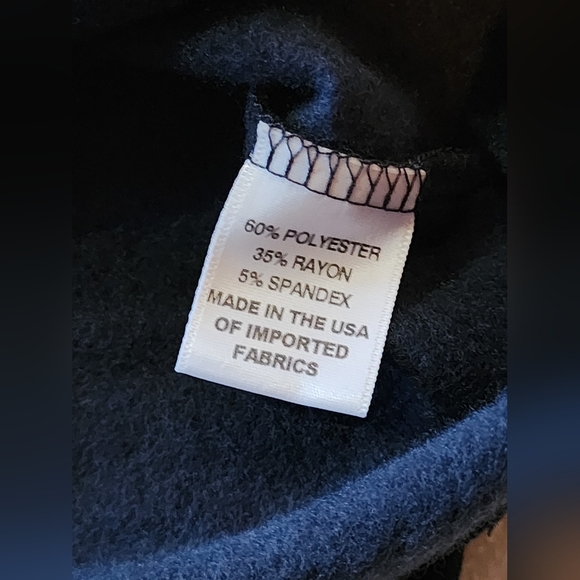 60% POLYESTER
35% RAYON
5% SPANDEX
MADE IN THE USA
OF IMPORTED
FABRICS